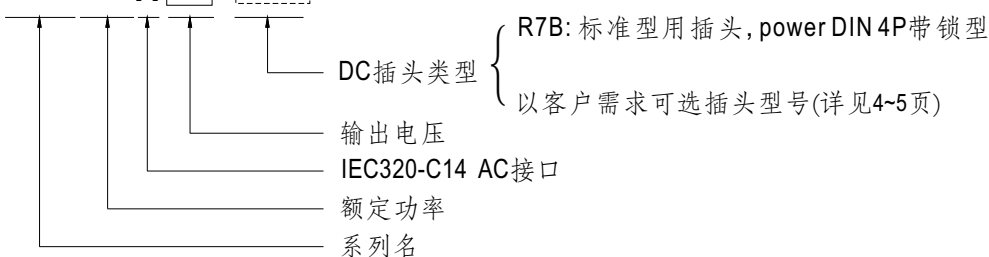 R7B: 标准型用插头, power DIN 4P带锁型
DC插头类型
以客户需求可选插头型号(详见4~5页)
输出电压
IEC320-C14 AC接口
额定功率
系列名